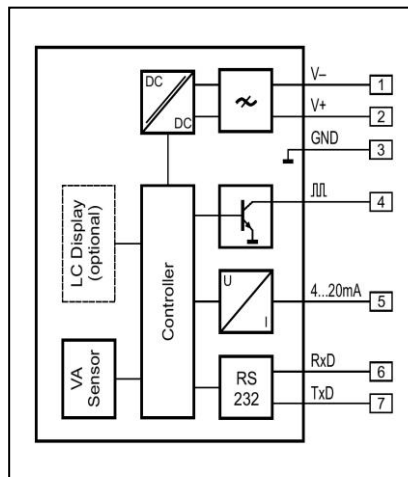 DC
DC
V–
1
V+
2
GND
3
4
LC Display
(optional)
Controller
U
I
4...20mA
5
VA
Sensor
RS
232
RxD
6
TxD
7